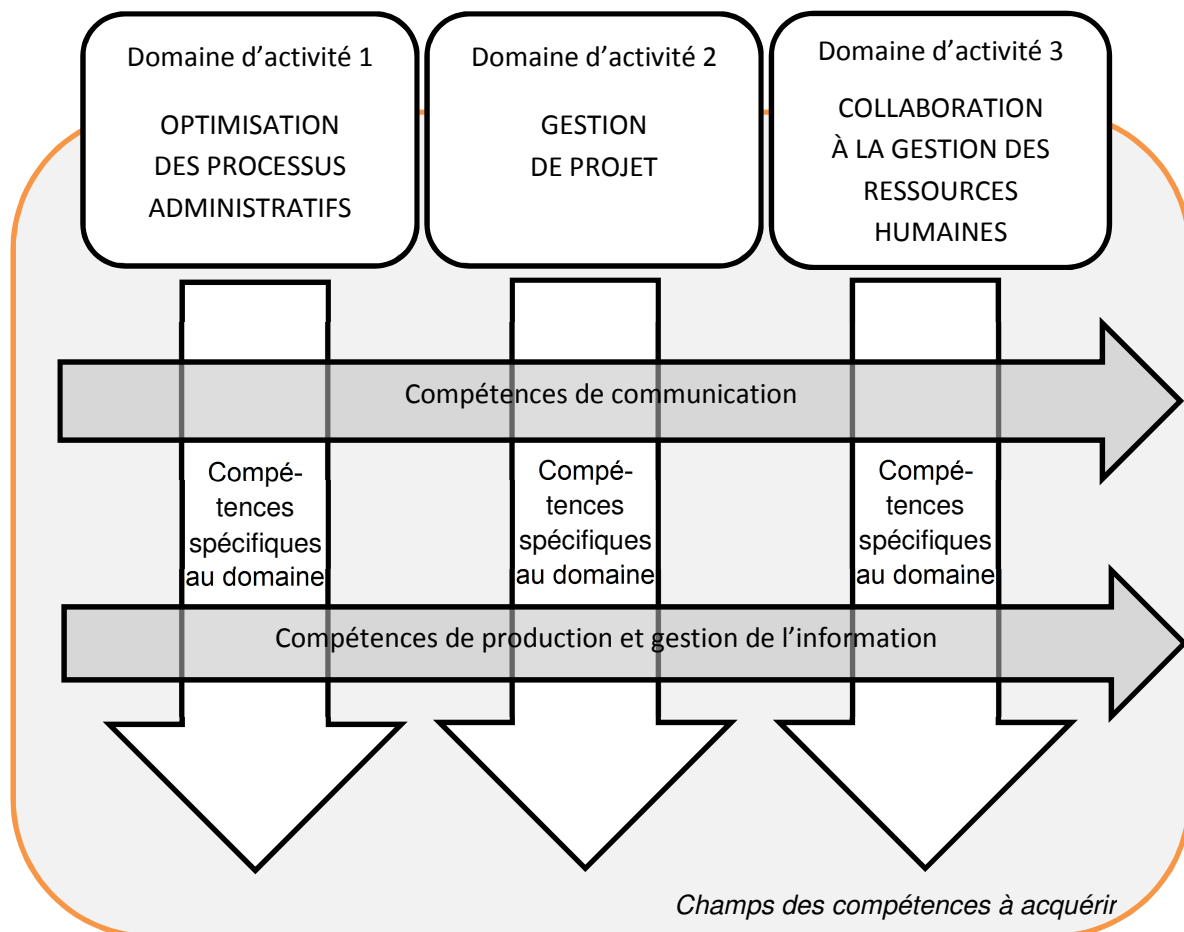 Domaine d’activité 1
OPTIMISATION
DES PROCESSUS
ADMINISTRATIFS
Domaine d’activité 2
GESTION
DE PROJET
Domaine d’activité 3
COLLABORATION
À LA GESTION DES
RESSOURCES
HUMAINES
Compétences de communication
Compé-
tences
spécifiques
au domaine
Compé-
tences
spécifiques
au domaine
Compé-
tences
spécifiques
au domaine
Compétences de production et gestion de l’information
Champs des compétences à acquérir